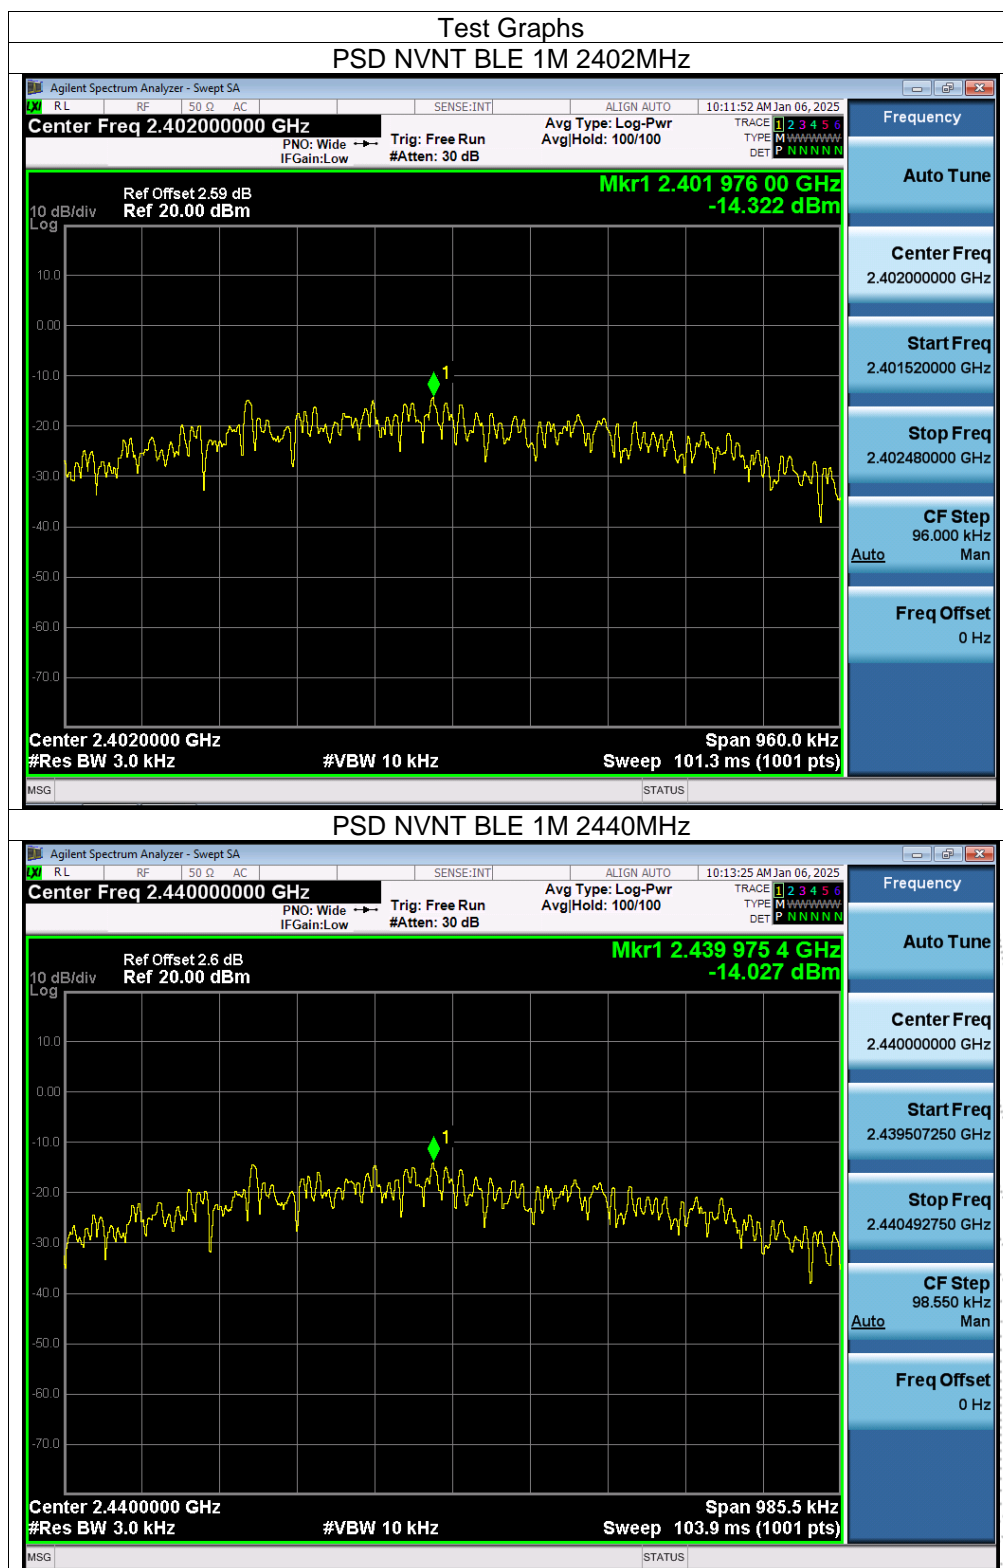 Test Graphs
PSD NVNT BLE 1M 2402MHz
Agilent Spectrum Analyzer - Swept SA
LXI RL RF 50 Ω AC SENSE:INT ALIGN AUTO 10:11:52 AM Jan 06, 2025
Center Freq 2.402000000 GHz
PNO: Wide
IFGain:Low
Trig: Free Run
#Atten: 30 dB
Avg Type: Log-Pwr
Avg|Hold: 100/100
TRACE 1 2 3 4 5 6
TYPE M WWWWW
DET P N N N N N
Frequency
Auto Tune
Center Freq
2.402000000 GHz
Start Freq
2.401520000 GHz
Stop Freq
2.402480000 GHz
CF Step
96.000 kHz
Auto Man
Freq Offset
0 Hz
Mkr1 2.401 976 00 GHz
-14.322 dBm
Ref Offset 2.59 dB
10 dB/div Ref 20.00 dBm
Log
10.0
0.00
-10.0
-20.0
-30.0
-40.0
-50.0
-60.0
-70.0
1
Center 2.4020000 GHz Span 960.0 kHz
#Res BW 3.0 kHz #VBW 10 kHz Sweep 101.3 ms (1001 pts)
MSG STATUS
PSD NVNT BLE 1M 2440MHz
Agilent Spectrum Analyzer - Swept SA
LXI RL RF 50 Ω AC SENSE:INT ALIGN AUTO 10:13:25 AM Jan 06, 2025
Center Freq 2.440000000 GHz
PNO: Wide
IFGain:Low
Trig: Free Run
#Atten: 30 dB
Avg Type: Log-Pwr
Avg|Hold: 100/100
TRACE 1 2 3 4 5 6
TYPE M WWWWW
DET P N N N N N
Frequency
Auto Tune
Center Freq
2.440000000 GHz
Start Freq
2.439507250 GHz
Stop Freq
2.440492750 GHz
CF Step
98.550 kHz
Auto Man
Freq Offset
0 Hz
Mkr1 2.439 975 4 GHz
-14.027 dBm
Ref Offset 2.6 dB
10 dB/div Ref 20.00 dBm
Log
10.0
0.00
-10.0
-20.0
-30.0
-40.0
-50.0
-60.0
-70.0
1
Center 2.4400000 GHz Span 985.5 kHz
#Res BW 3.0 kHz #VBW 10 kHz Sweep 103.9 ms (1001 pts)
MSG STATUS